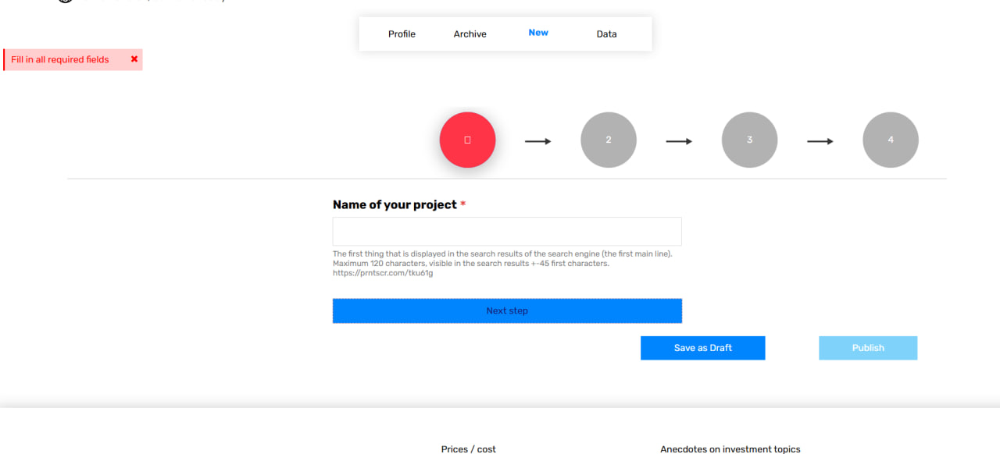 Profile
Archive
New
Data
Fill in all required fields ✖
2
3
4
Name of your project *
The first thing that is displayed in the search results of the search engine (the first main line).
Maximum 120 characters, visible in the search results +-45 first characters.
https://prntscr.com/tku61g
Next step
Save as Draft
Publish
Prices / cost
Anecdotes on investment topics